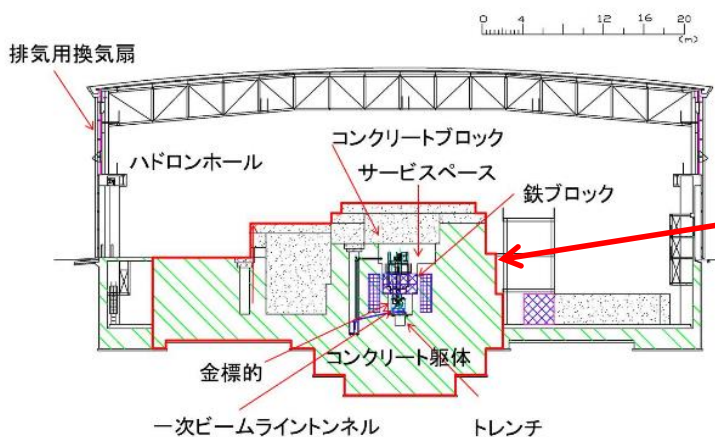 0 4 8 12 16 20
(m)
排気用換気扇
コンクリートブロック
ハドロンホール
サービスペース
鉄ブロック
金標的
コンクリート躯体
一次ビームライントンネル
トレンチ